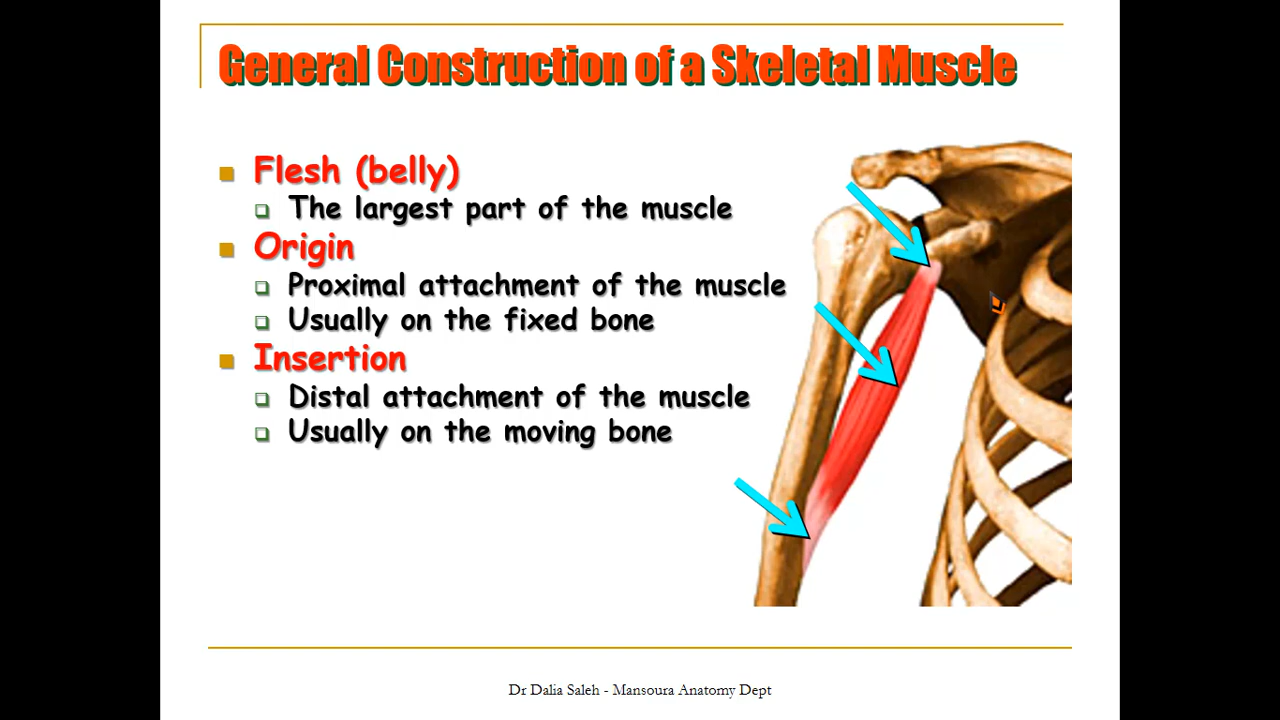 General Construction of a Skeletal Muscle
Flesh (belly)
The largest part of the muscle
Origin
Proximal attachment of the muscle
Usually on the fixed bone
Insertion
Distal attachment of the muscle
Usually on the moving bone
Dr Dalia Saleh - Mansoura Anatomy Dept